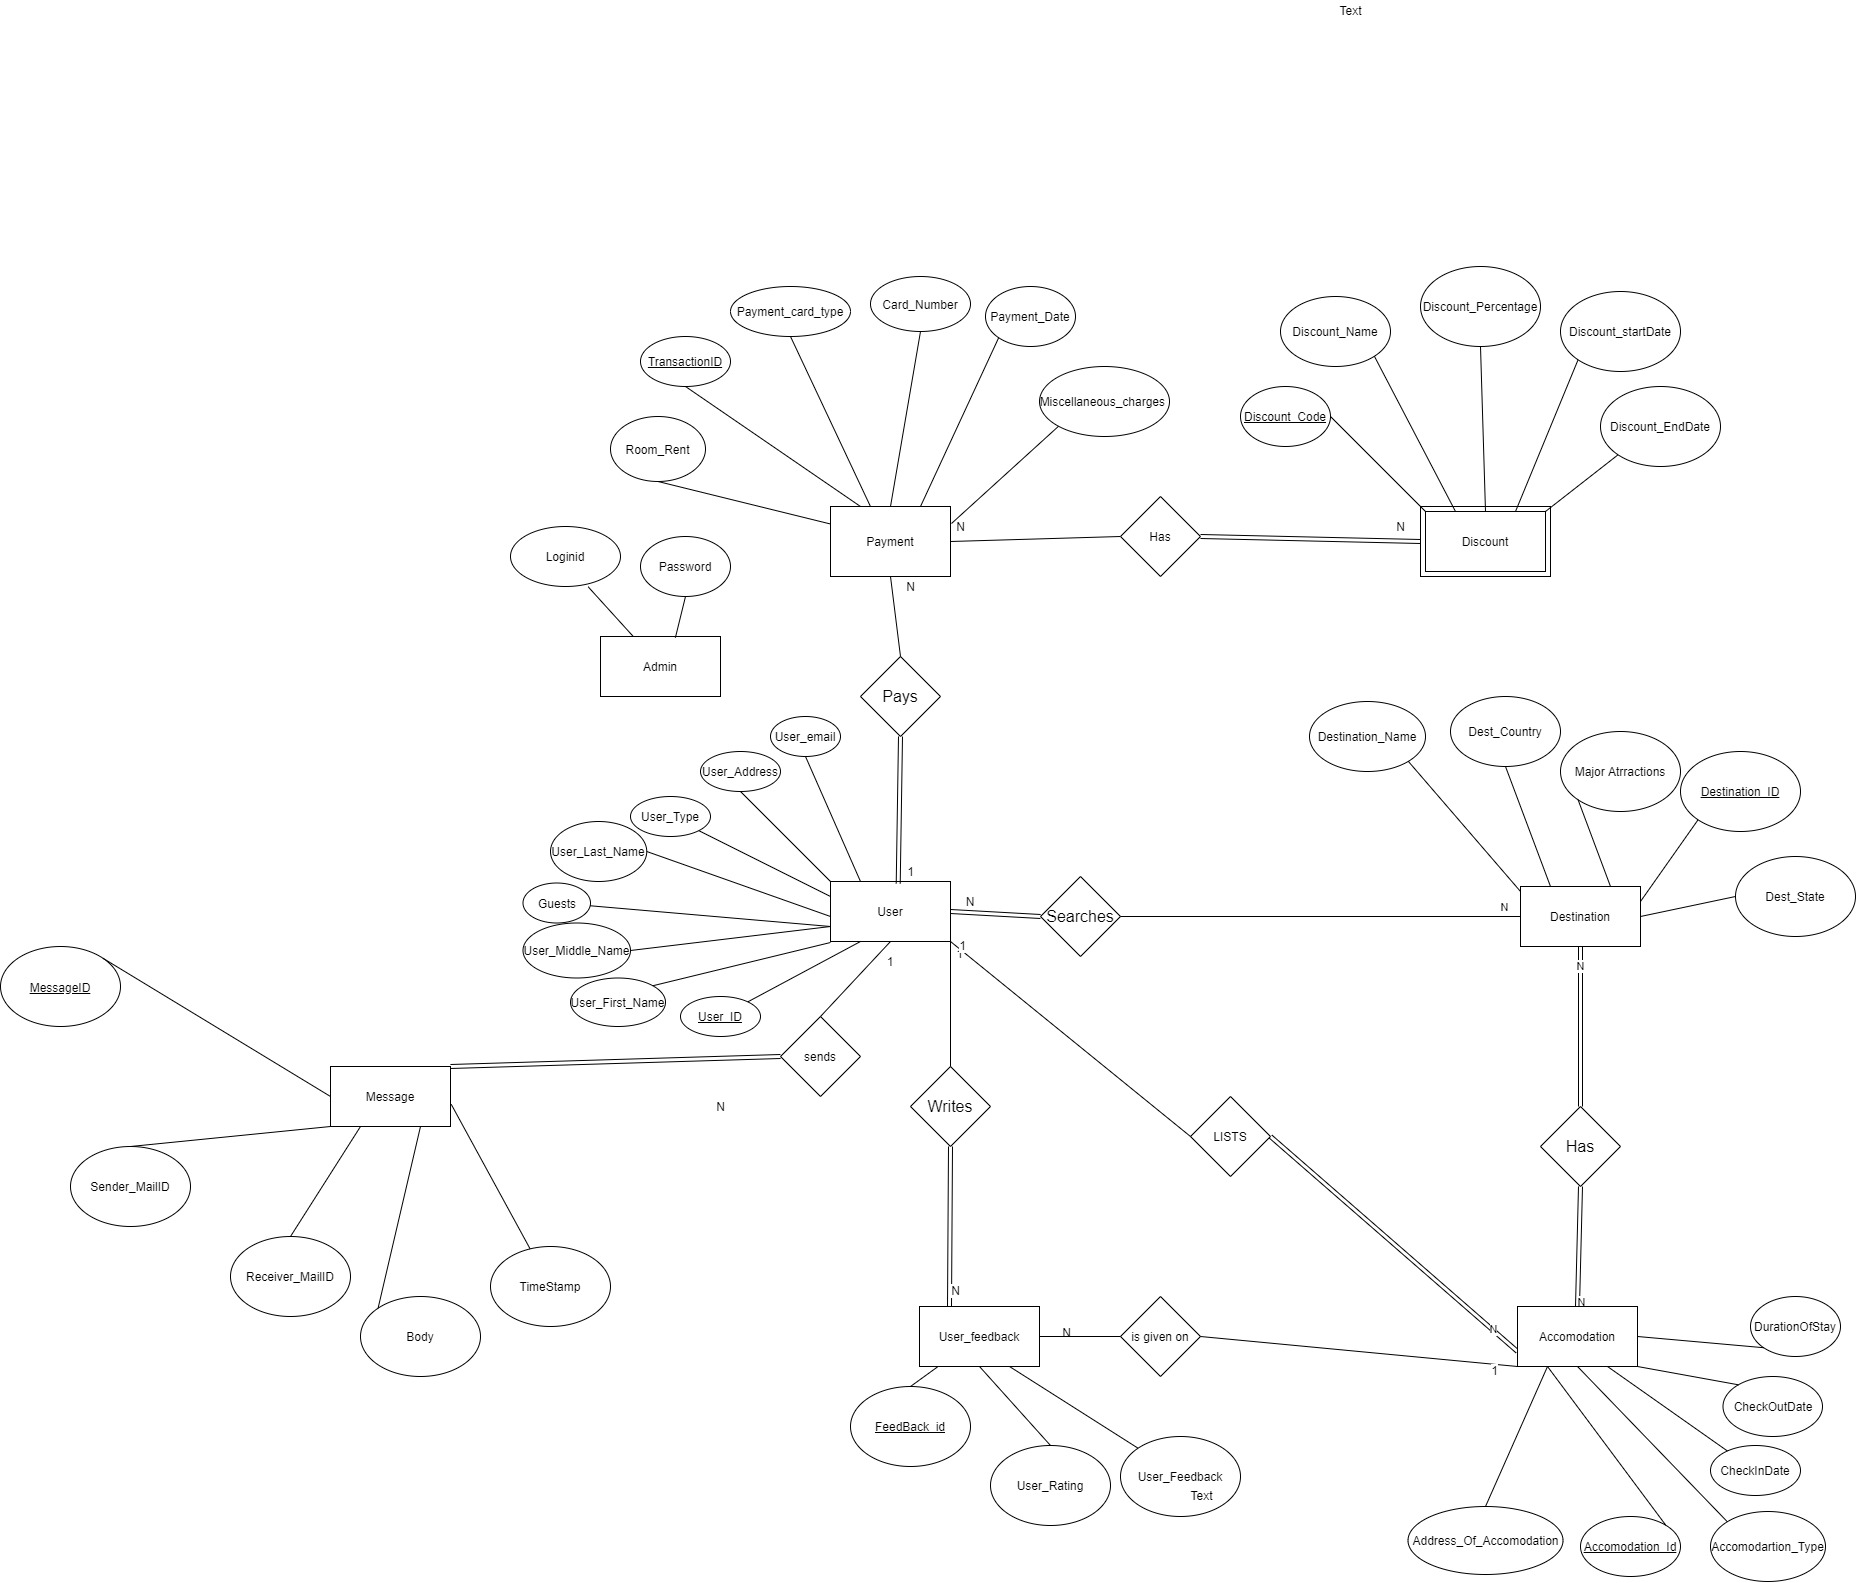 Text
Discount_Percentage
Card_Number
Payment_card_type
Payment_Date
Discount_Name
Discount_startDate
TransactionID
Miscellaneous_charges
Discount_Code
Discount_EndDate
Room_Rent
N
N
Has
Payment
Discount
Loginid
Password
N
Admin
Pays
Dest_Country
User_email
Destination_Name
User_Address
Major Atrractions
Destination_ID
User_Type
User_Last_Name
1
Dest_State
Guests
N
N
User
Searches
Destination
User_Middle_Name
1
1
1
N
MessageID
User_First_Name
User_ID
sends
Message
N
Writes
LISTS
Has
Sender_MailID
Receiver_MailID
TimeStamp
N
N
DurationOfStay
N
N
Body
User_feedback
is given on
Accomodation
1
CheckOutDate
FeedBack_id
CheckInDate
User_Feedback
User_Rating
Text
Address_Of_Accomodation
Accomodation_Id
Accomodartion_Type